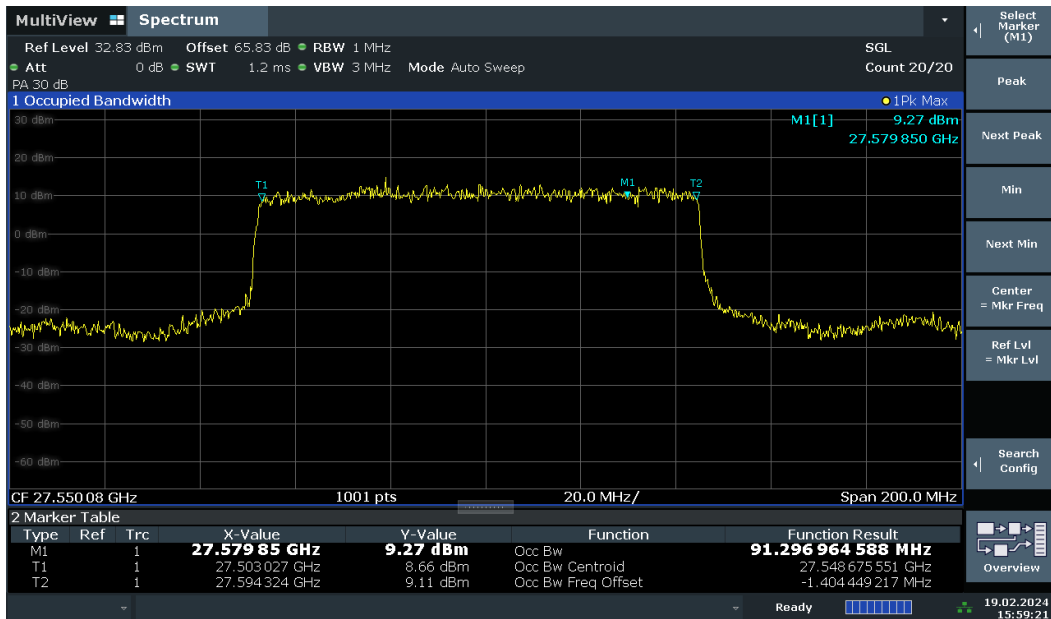 MultiView Spectrum
Ref Level 32.83 dBm Offset 65.83 dB RBW 1 MHz SGL
Att 0 dB SWT 1.2 ms VBW 3 MHz Mode Auto Sweep Count 20/20
PA 30 dB
1 Occupied Bandwidth 1Pk Max
30 dBm M1[1] 9.27 dBm
27.579 850 GHz
20 dBm
T1 M1 T2
10 dBm
0 dBm
-10 dBm
-20 dBm
-30 dBm
-40 dBm
-50 dBm
-60 dBm
CF 27.550 08 GHz 1001 pts 20.0 MHz/ Span 200.0 MHz
2 Marker Table
Type Ref Trc X-Value Y-Value Function Function Result
M1 1 27.579 85 GHz 9.27 dBm Occ Bw 91.296 964 588 MHz
T1 1 27.503 027 GHz 8.66 dBm Occ Bw Centroid 27.548 675 551 GHz
T2 1 27.594 324 GHz 9.11 dBm Occ Bw Freq Offset -1.404 449 217 MHz
Ready
19.02.2024
15:59:21
Select
Marker
(M1)
Peak
Next Peak
Min
Next Min
Center
= Mkr Freq
Ref Lvl
= Mkr Lvl
Search
Config
Overview